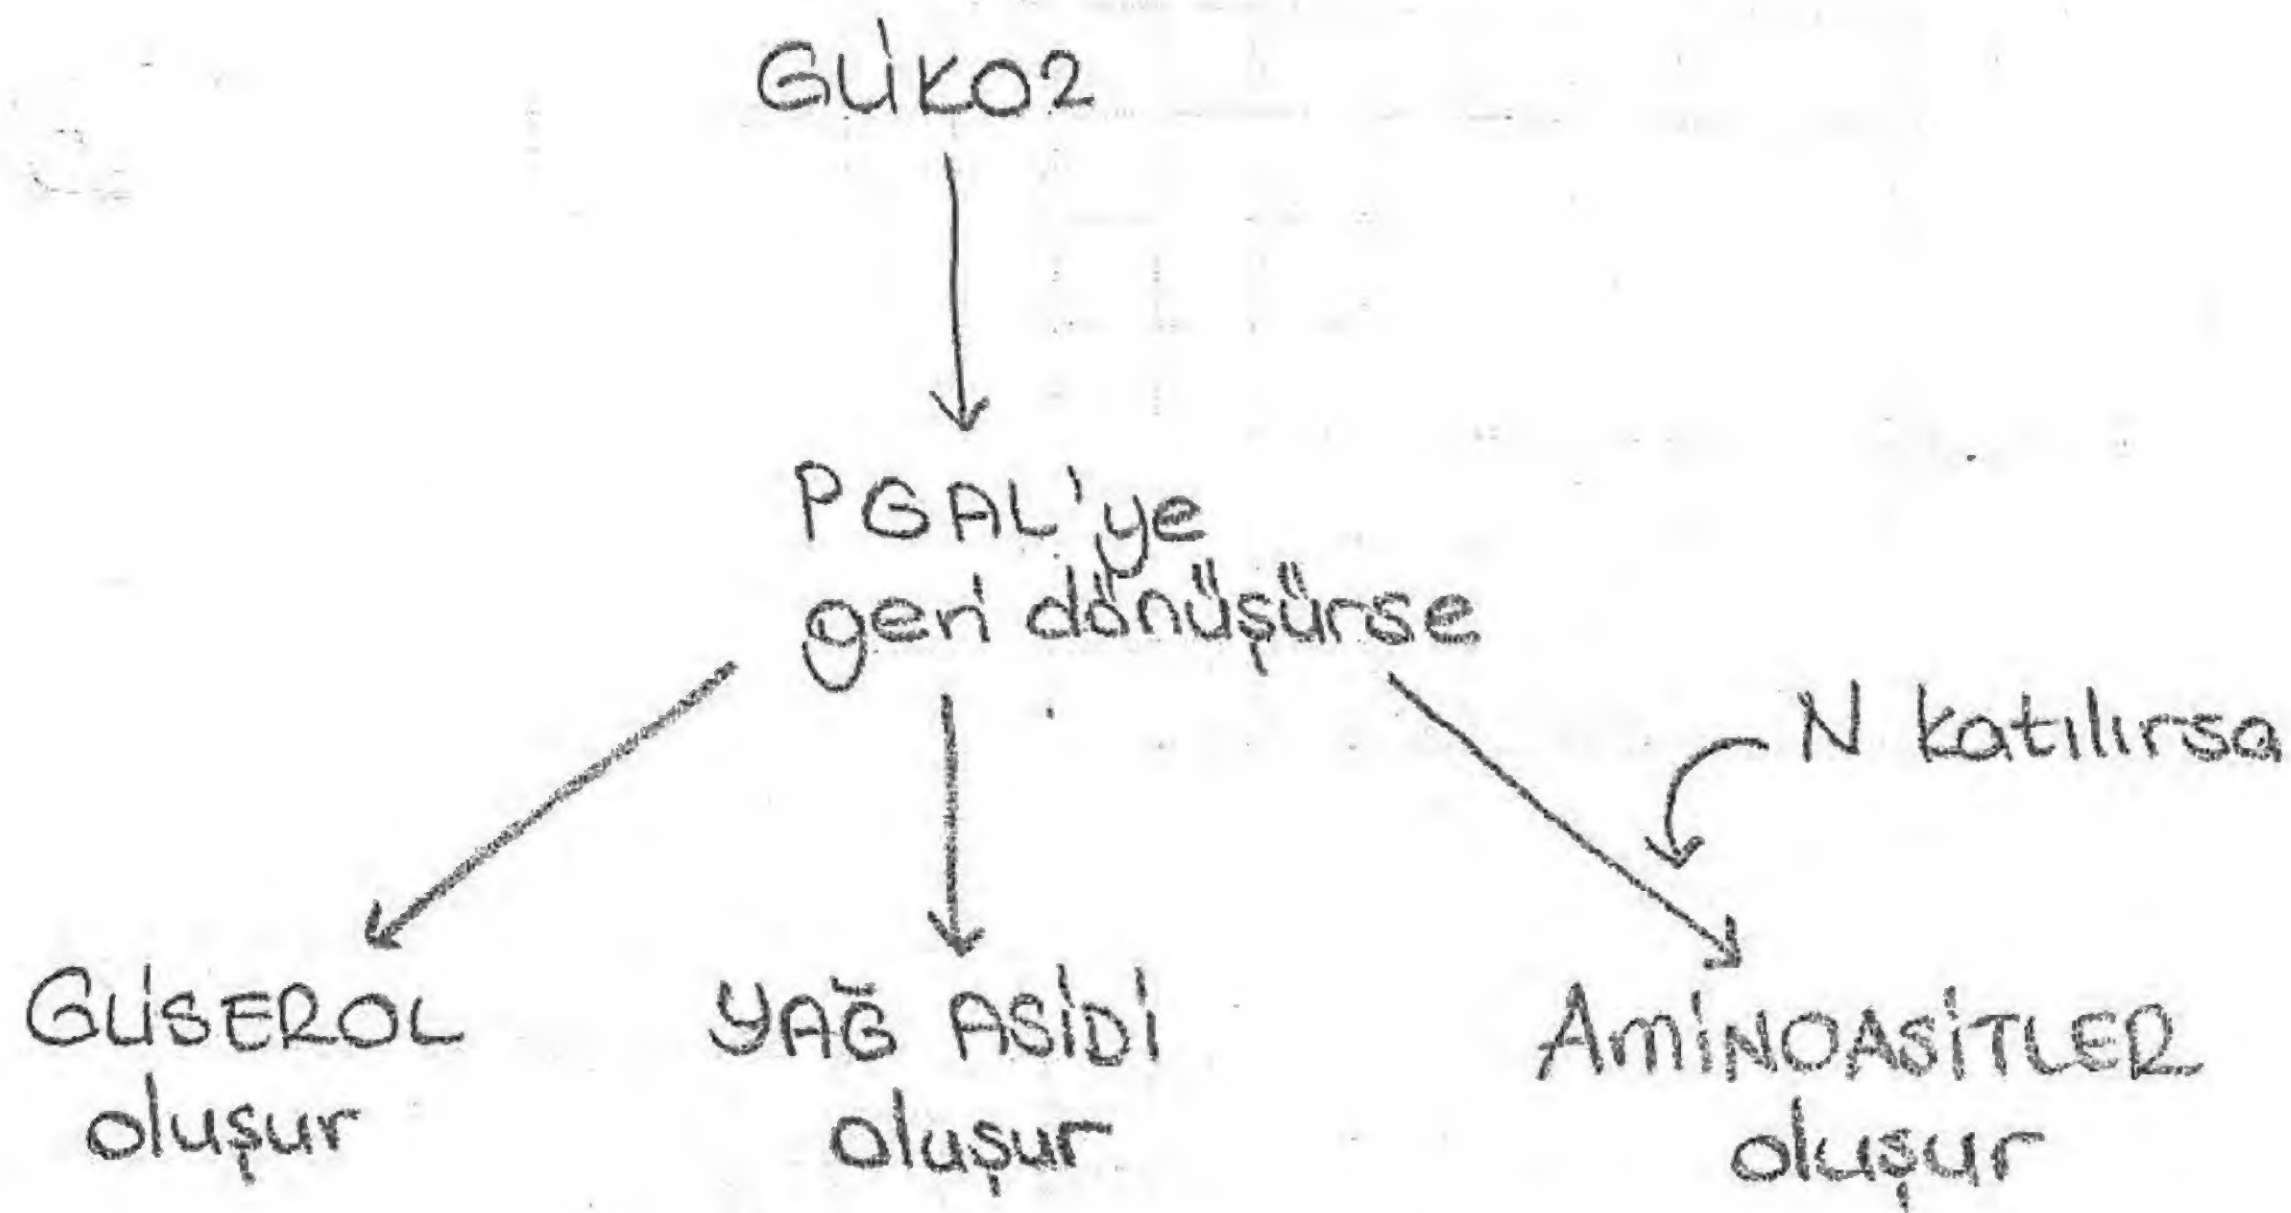 GLİKOZ
PGAL'ye
geri dönüşürse
N katılırsa
GLİSEROL
oluşur
YAĞ ASİDİ
oluşur
AMİNOASİTLER
oluşur